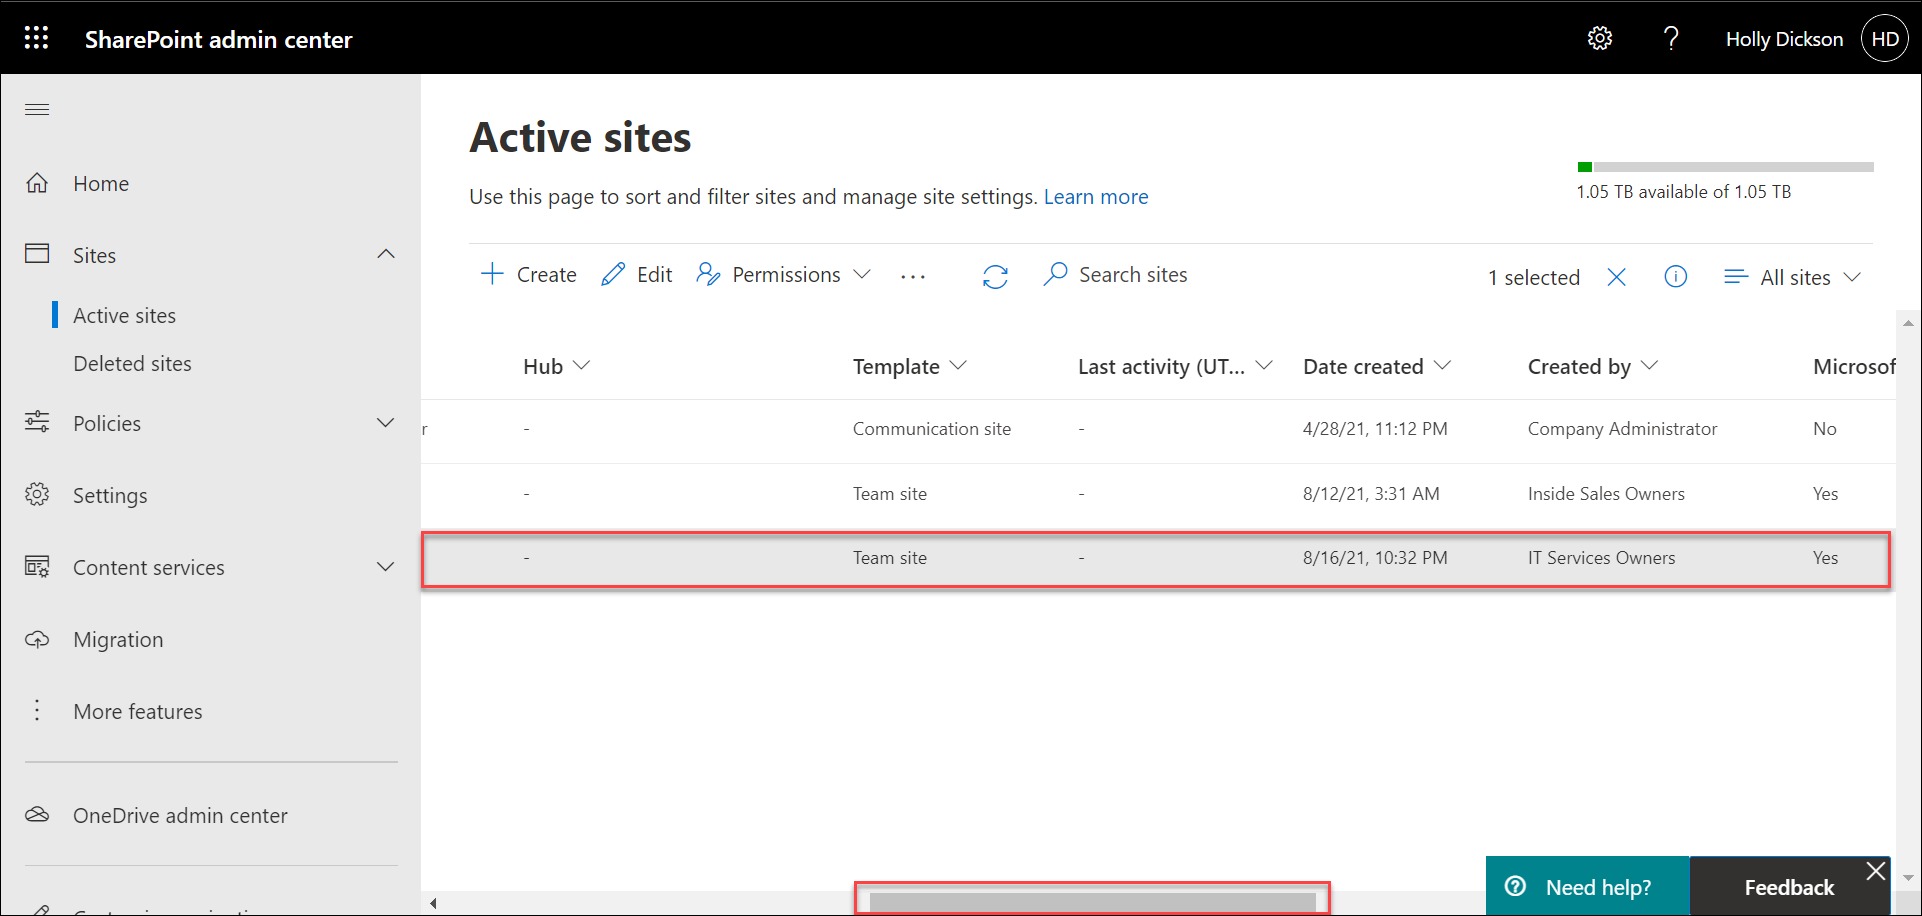 SharePoint admin center
?
Holly Dickson
HD
Home
Sites
Active sites
Deleted sites
Policies
Settings
Content services
Migration
More features
OneDrive admin center
Active sites
Use this page to sort and filter sites and manage site settings. Learn more
1.05 TB available of 1.05 TB
Create Edit Permissions ... Search sites 1 selected All sites
Hub Template Last activity (UT... Date created Created by Microsof
r - Communication site - 4/28/21, 11:12 PM Company Administrator No
- Team site - 8/12/21, 3:31 AM Inside Sales Owners Yes
- Team site - 8/16/21, 10:32 PM IT Services Owners Yes
Need help?
Feedback